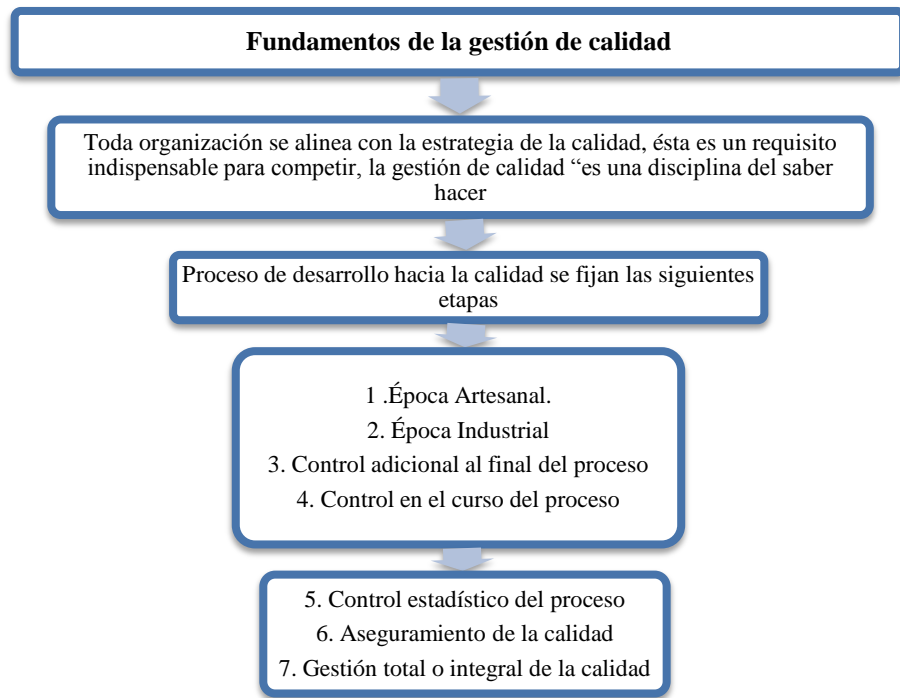 Fundamentos de la gestión de calidad
Toda organización se alinea con la estrategia de la calidad, ésta es un requisito
indispensable para competir, la gestión de calidad “es una disciplina del saber
hacer
Proceso de desarrollo hacia la calidad se fijan las siguientes
etapas
1 .Época Artesanal.
2. Época Industrial
3. Control adicional al final del proceso
4. Control en el curso del proceso
5. Control estadístico del proceso
6. Aseguramiento de la calidad
7. Gestión total o integral de la calidad